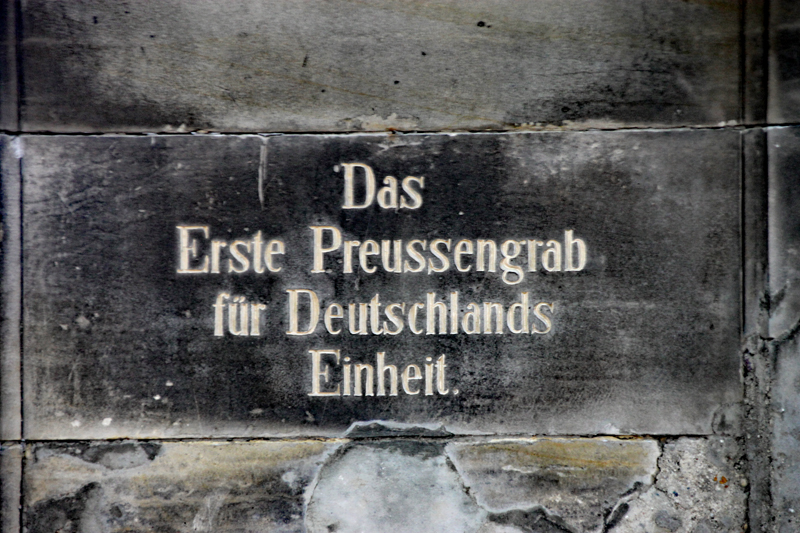 Das
Erste Preussengrab
für Deutschlands
Einheit.